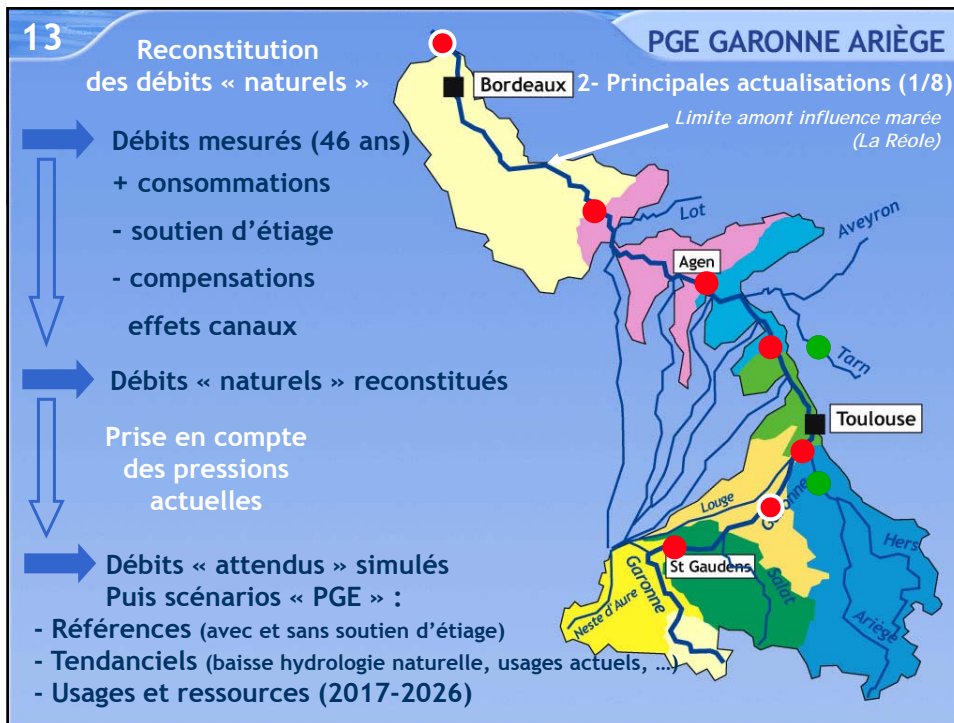 13
PGE GARONNE ARIÈGE
Reconstitution
des débits « naturels »
2- Principales actualisations (1/8)
Limite amont influence marée
(La Réole)
Débits mesurés (46 ans)
+ consommations
- soutien d’étiage
- compensations
effets canaux
Débits « naturels » reconstitués
Prise en compte
des pressions
actuelles
Débits « attendus » simulés
Puis scénarios « PGE » :
- Références (avec et sans soutien d’étiage)
- Tendanciels (baisse hydrologie naturelle, usages actuels, …)
- Usages et ressources (2017-2026)
Bordeaux
Lot
Aveyron
Agen
Tarn
Toulouse
Louge
Garonne
Hers
St Gaudens
Garonne
Salat
Neste d'Aure
Ariège